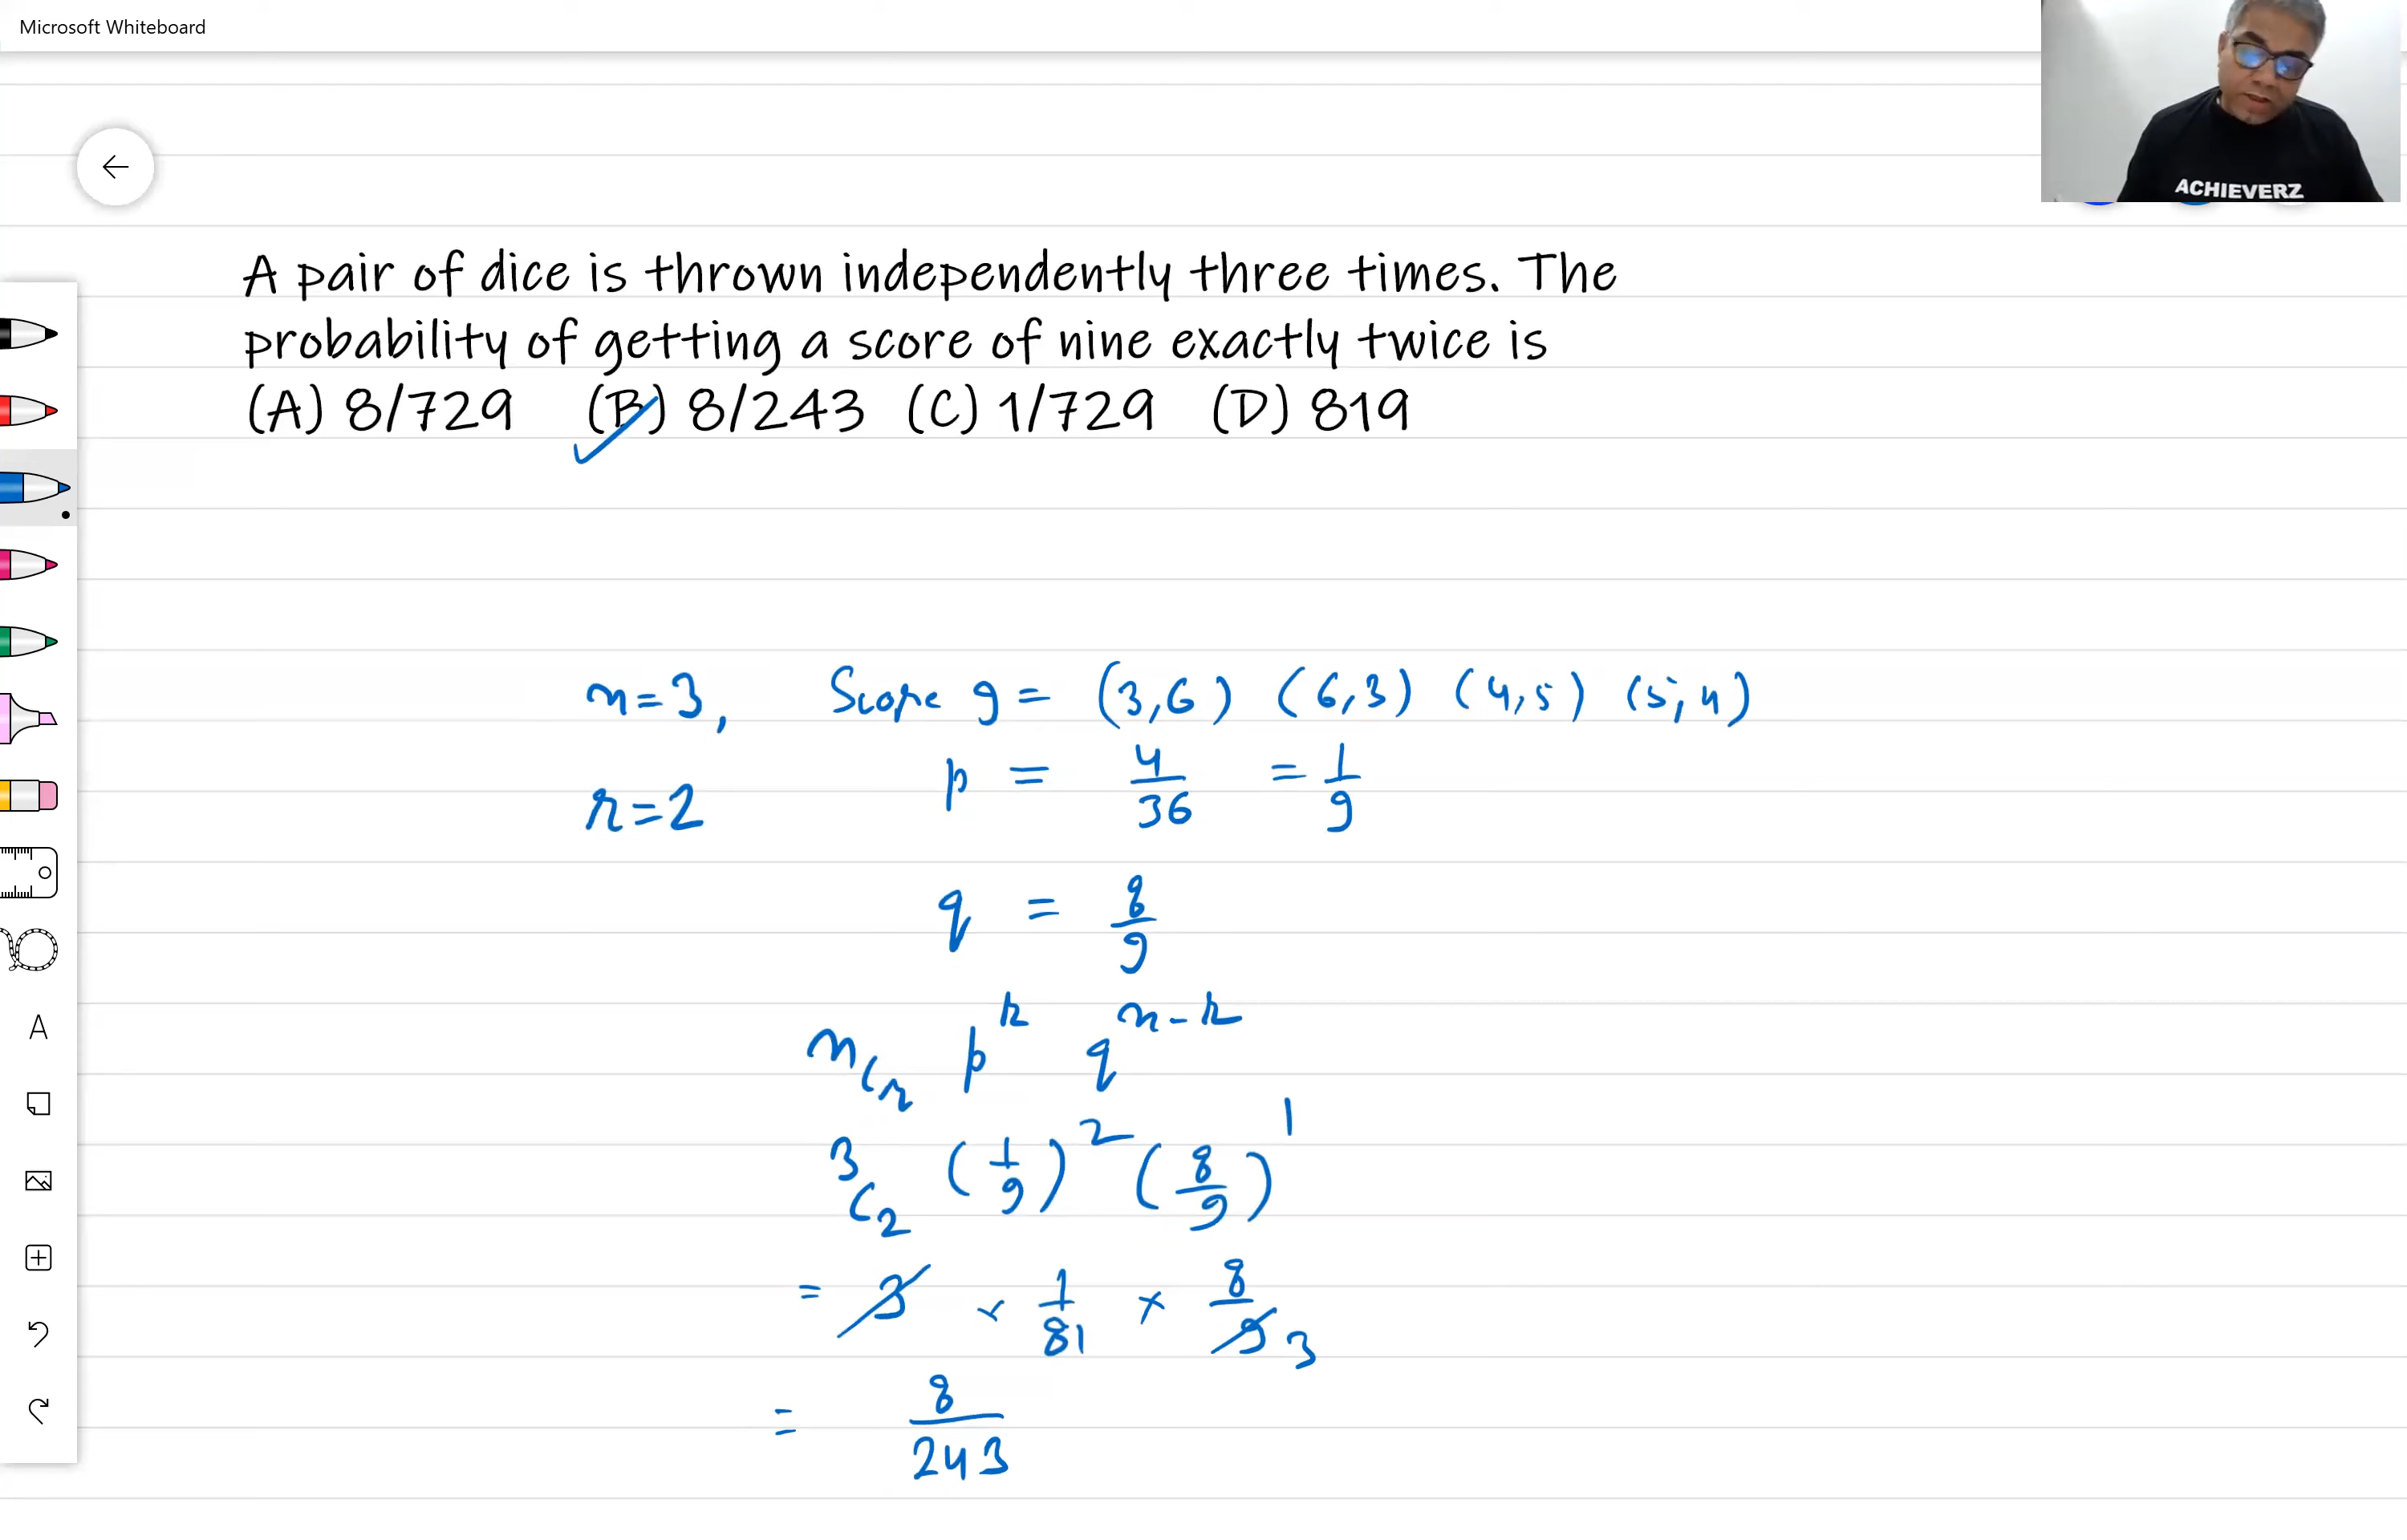 Microsoft Whiteboard
ACHIEVERZ
A pair of dice is thrown independently three times. The
probability of getting a score of nine exactly twice is
(A) 8/729 (B) 8/243 (C) 1/729 (D) 819
n=3, Score 9 = (3,6) (6,3) (4,5) (5,4)
r=2 p = 4/36 = 1/9
q = 8/9
nCr p^r q^n-r
3C2 (1/9)^2 (8/9)^1
= 3 × 1/81 × 8/9 3
= 8/243
A